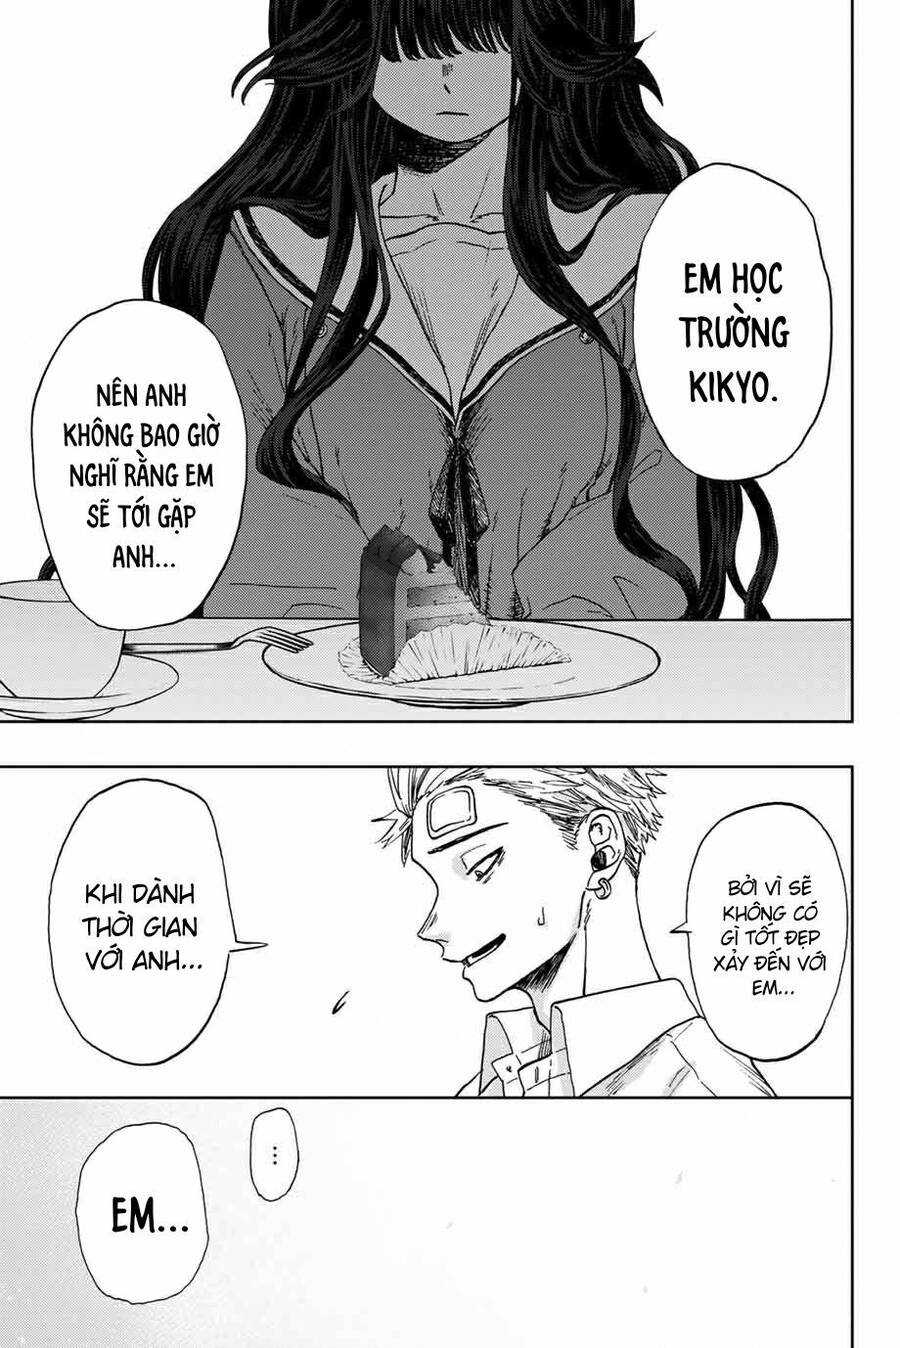 EM HỌC
TRƯỜNG
KIKYO.
NÊN ANH
KHÔNG BAO GIỜ
NGHĨ RẰNG EM
SẼ TỚI GẶP
ANH...
BỞI VÌ SẼ
KHÔNG CÓ
GÌ TỐT ĐẸP
XẢY ĐẾN VỚI
EM...
KHI DÀNH
THỜI GIAN
VỚI ANH...
...
EM...